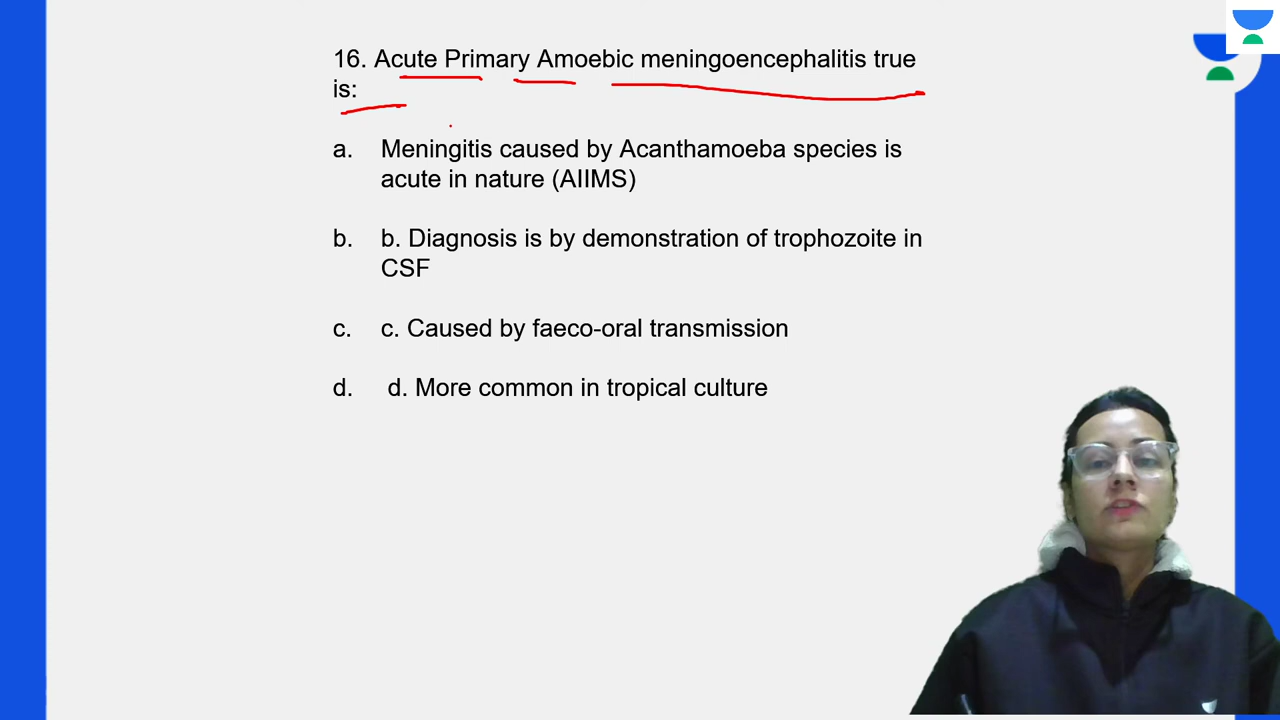 16. Acute Primary Amoebic meningoencephalitis true
is:
a. Meningitis caused by Acanthamoeba species is
acute in nature (AIIMS)
b. b. Diagnosis is by demonstration of trophozoite in
CSF
c. c. Caused by faeco-oral transmission
d. d. More common in tropical culture